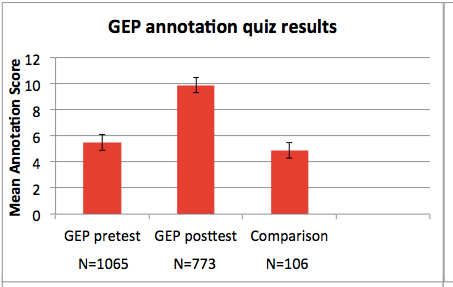 GEP annotation quiz results
Mean Annotation Score
12
10
8
6
4
2
0
GEP pretest GEP posttest Comparison
N=1065 N=773 N=106